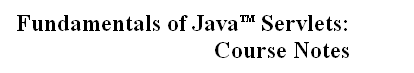 Fundamentals of Java™ Servlets:
Course Notes